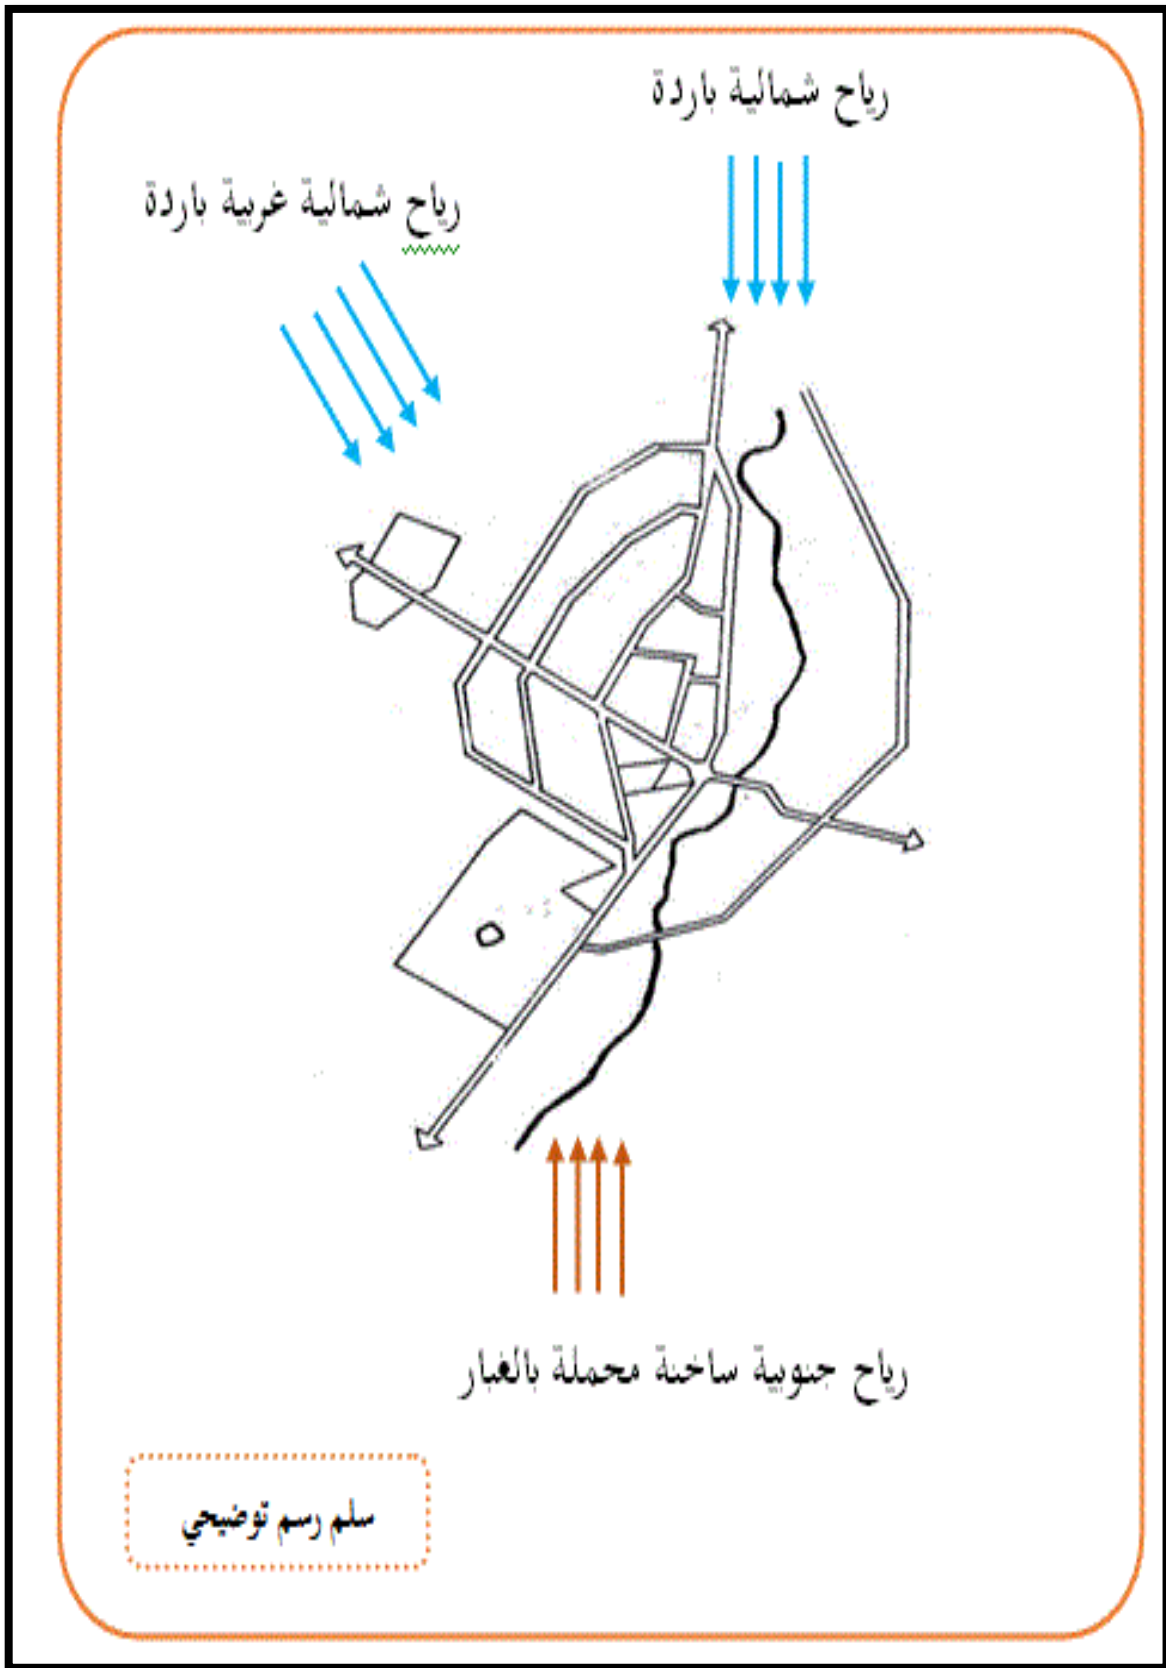 رياح شمالية باردة
رياح شمالية غربية باردة
رياح جنوبية ساخنة محملة بالغبار
سلم رسم توضيحي